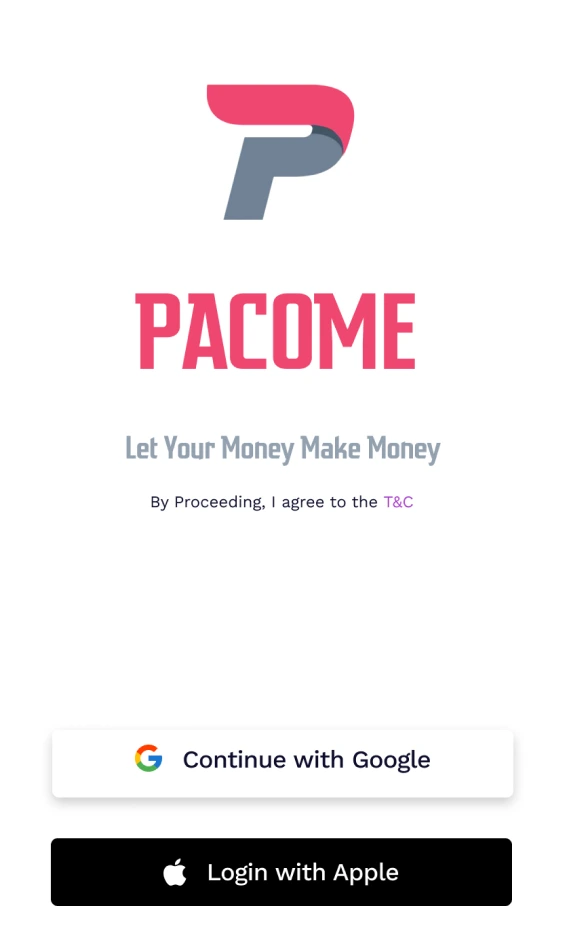 PACOME
Let Your Money Make Money
By Proceeding, I agree to the T&C
Continue with Google
Login with Apple